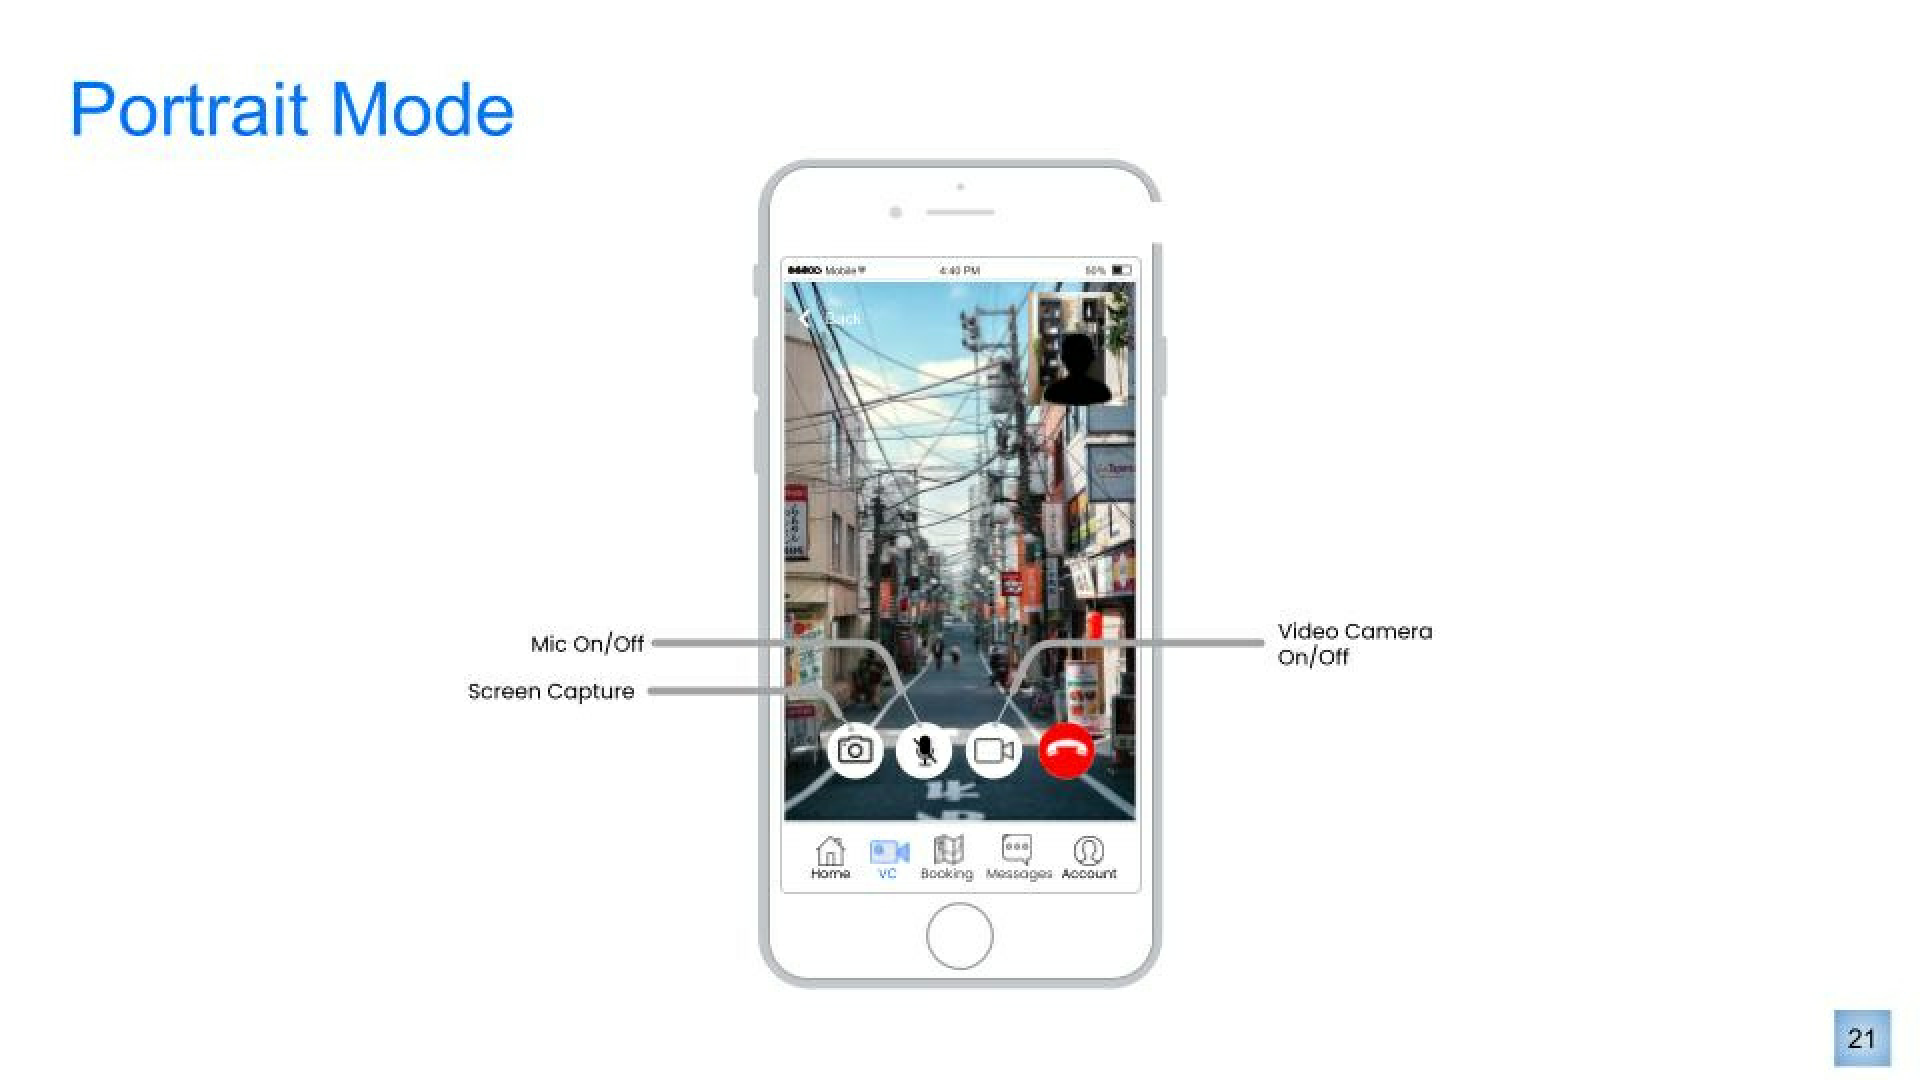 Portrait Mode
Mobile
4:40 PM
50%
Back
Mic On/Off
Screen Capture
Video Camera
On/Off
Home
VC
Booking
Messages
Account
21